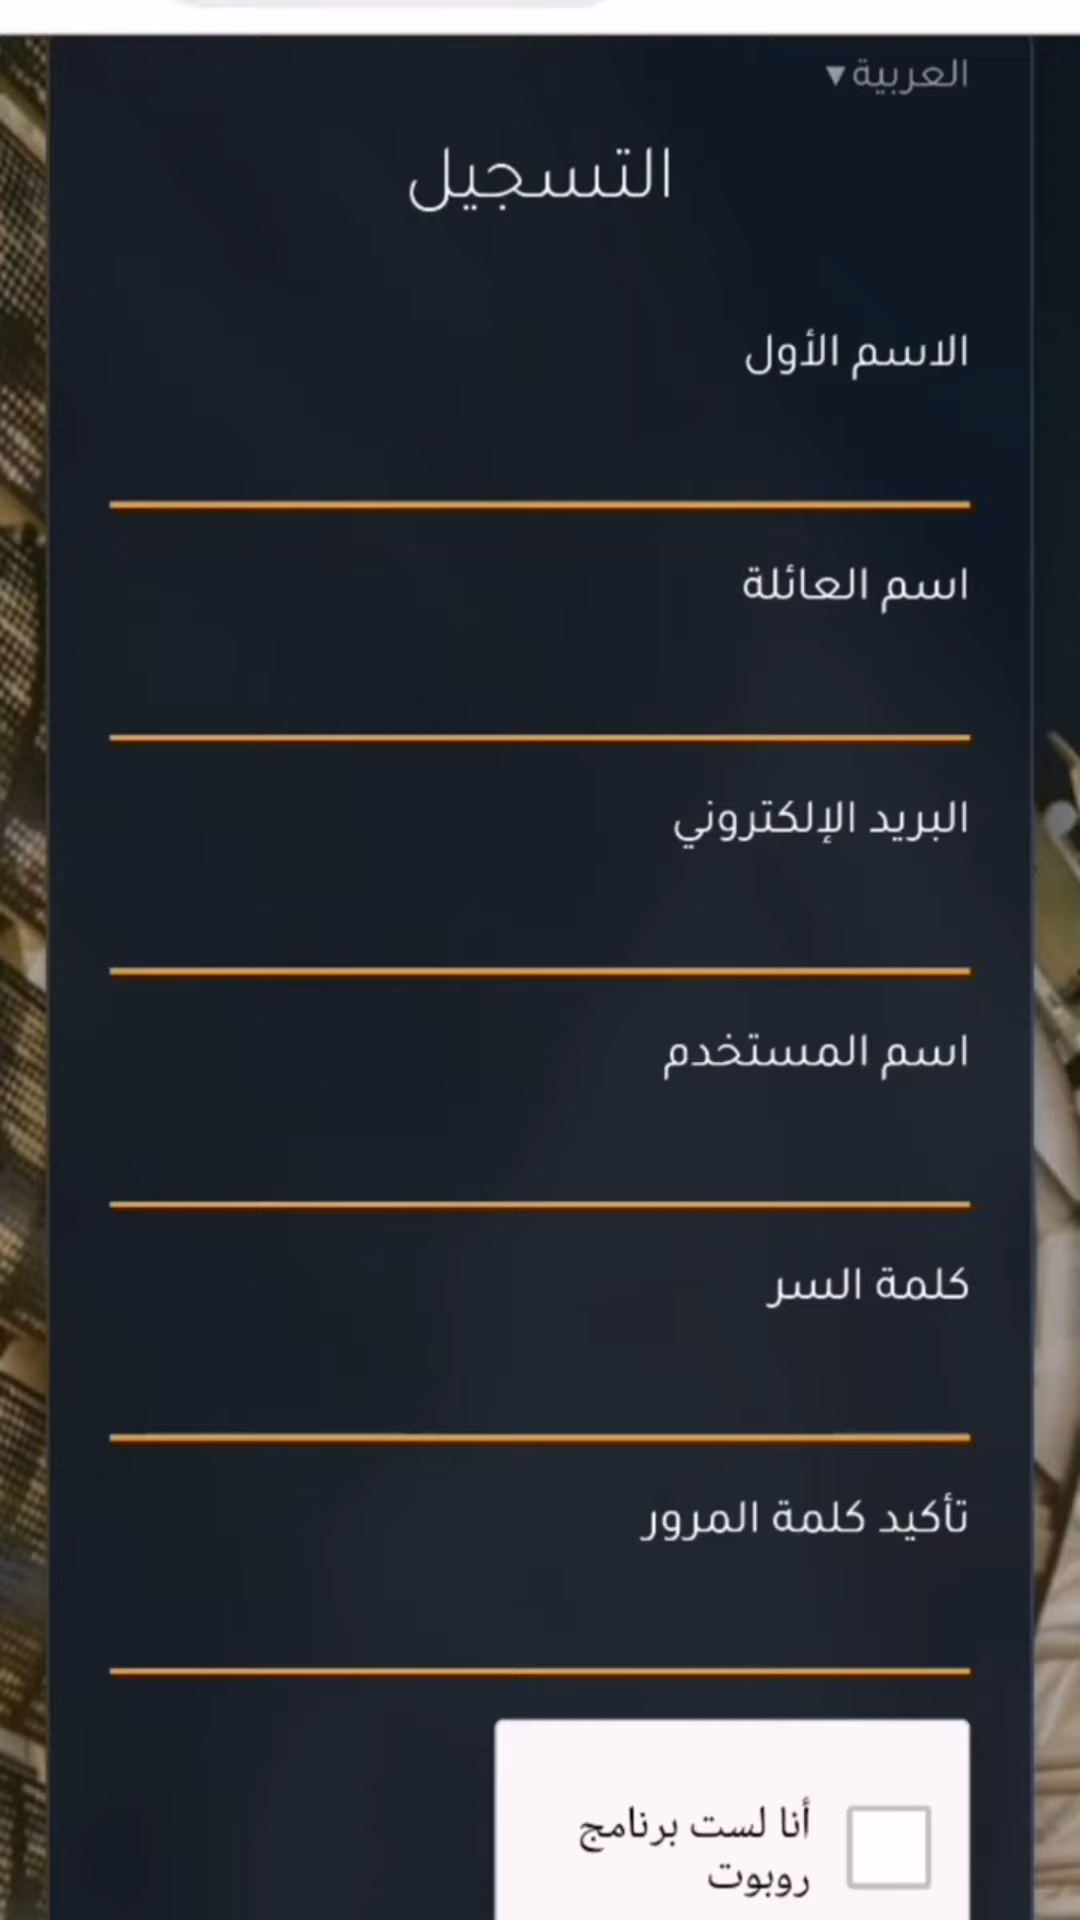 العربية ▼
التسجيل
الاسم الأول
اسم العائلة
البريد الإلكتروني
اسم المستخدم
كلمة السر
تأكيد كلمة المرور
أنا لست برنامج
روبوت